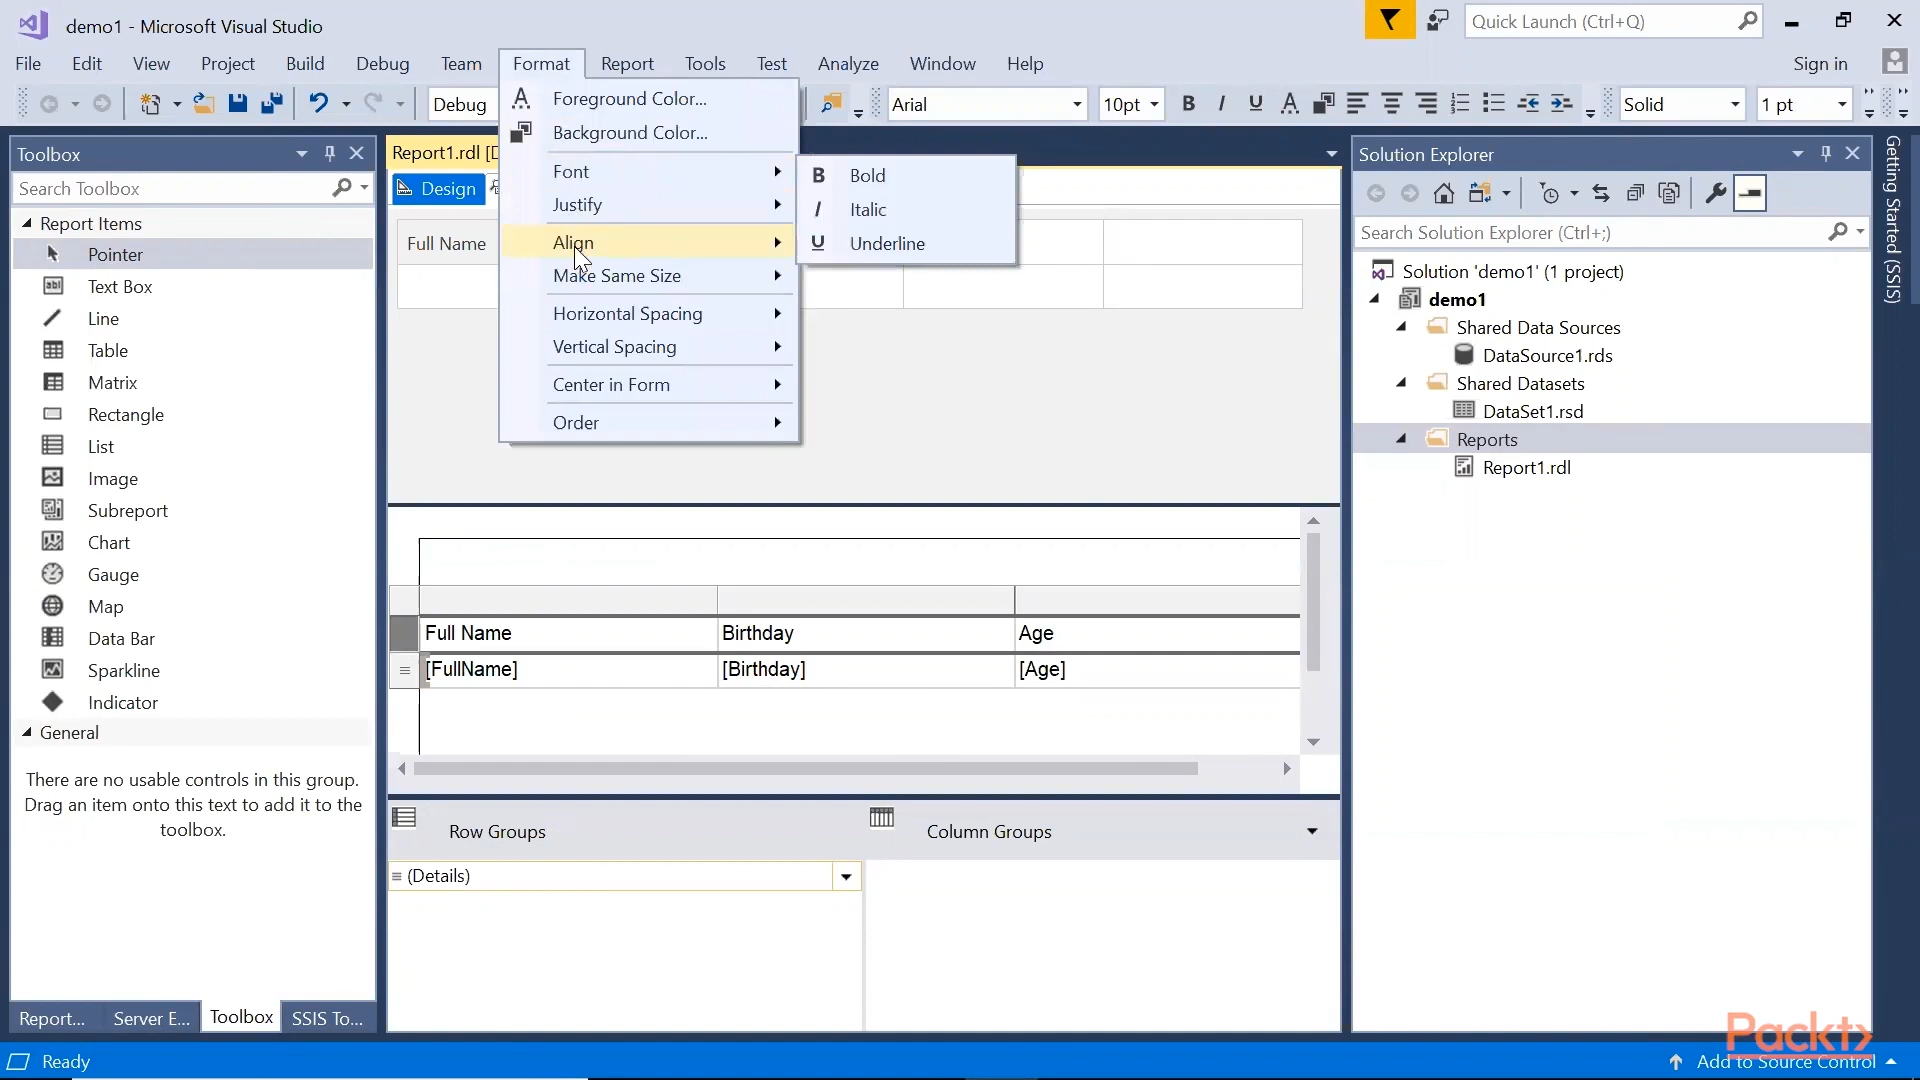 demo1 - Microsoft Visual Studio
Quick Launch (Ctrl+Q)
File Edit View Project Build Debug Team Format Report Tools Test Analyze Window Help Sign in
Debug Arial 10pt B I U A Solid 1 pt
Toolbox
Search Toolbox
Report Items
Pointer
Text Box
Line
Table
Matrix
Rectangle
List
Image
Subreport
Chart
Gauge
Map
Data Bar
Sparkline
Indicator
General
There are no usable controls in this group.
Drag an item onto this text to add it to the
toolbox.
Report... Server E... Toolbox SSIS To...
Report1.rdl [D
Design
Full Name
A Foreground Color...
Background Color...
Font
Justify
Align
Make Same Size
Horizontal Spacing
Vertical Spacing
Center in Form
Order
B Bold
I Italic
U Underline
Full Name Birthday Age
[FullName] [Birthday] [Age]
Row Groups Column Groups
(Details)
Solution Explorer
Search Solution Explorer (Ctrl+;)
Solution 'demo1' (1 project)
demo1
Shared Data Sources
DataSource1.rds
Shared Datasets
DataSet1.rsd
Reports
Report1.rdl
Getting Started (SSIS)
Packt
Ready Add to Source Control